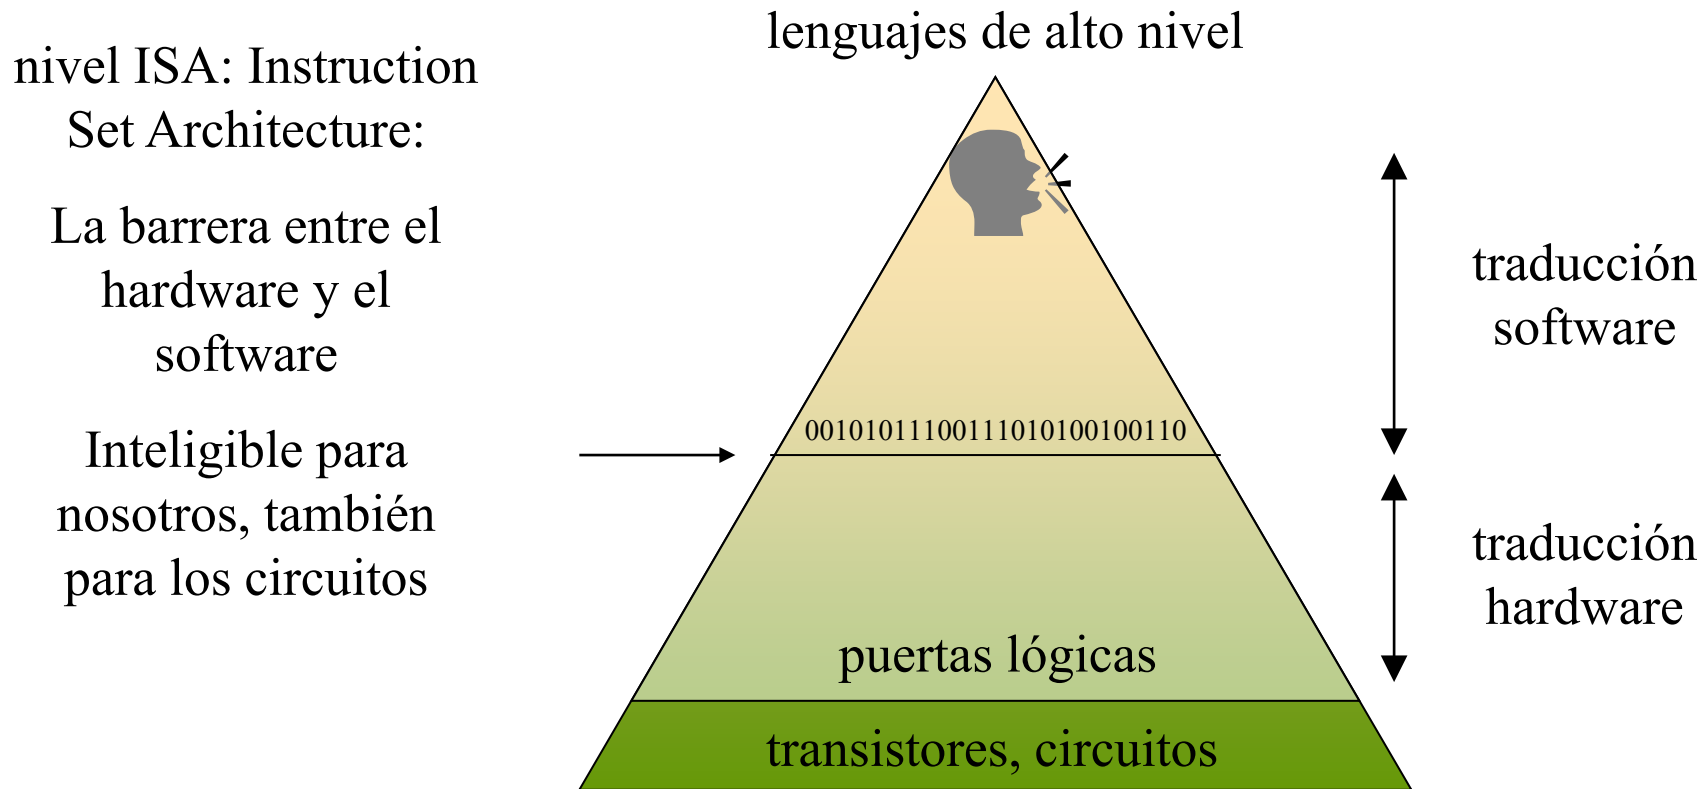 lenguajes de alto nivel
nivel ISA: Instruction
Set Architecture:
La barrera entre el
hardware y el
software
Inteligible para
nosotros, también
para los circuitos
001010111001110101001001​10
traducción
software
traducción
hardware
puertas lógicas
transistores, circuitos